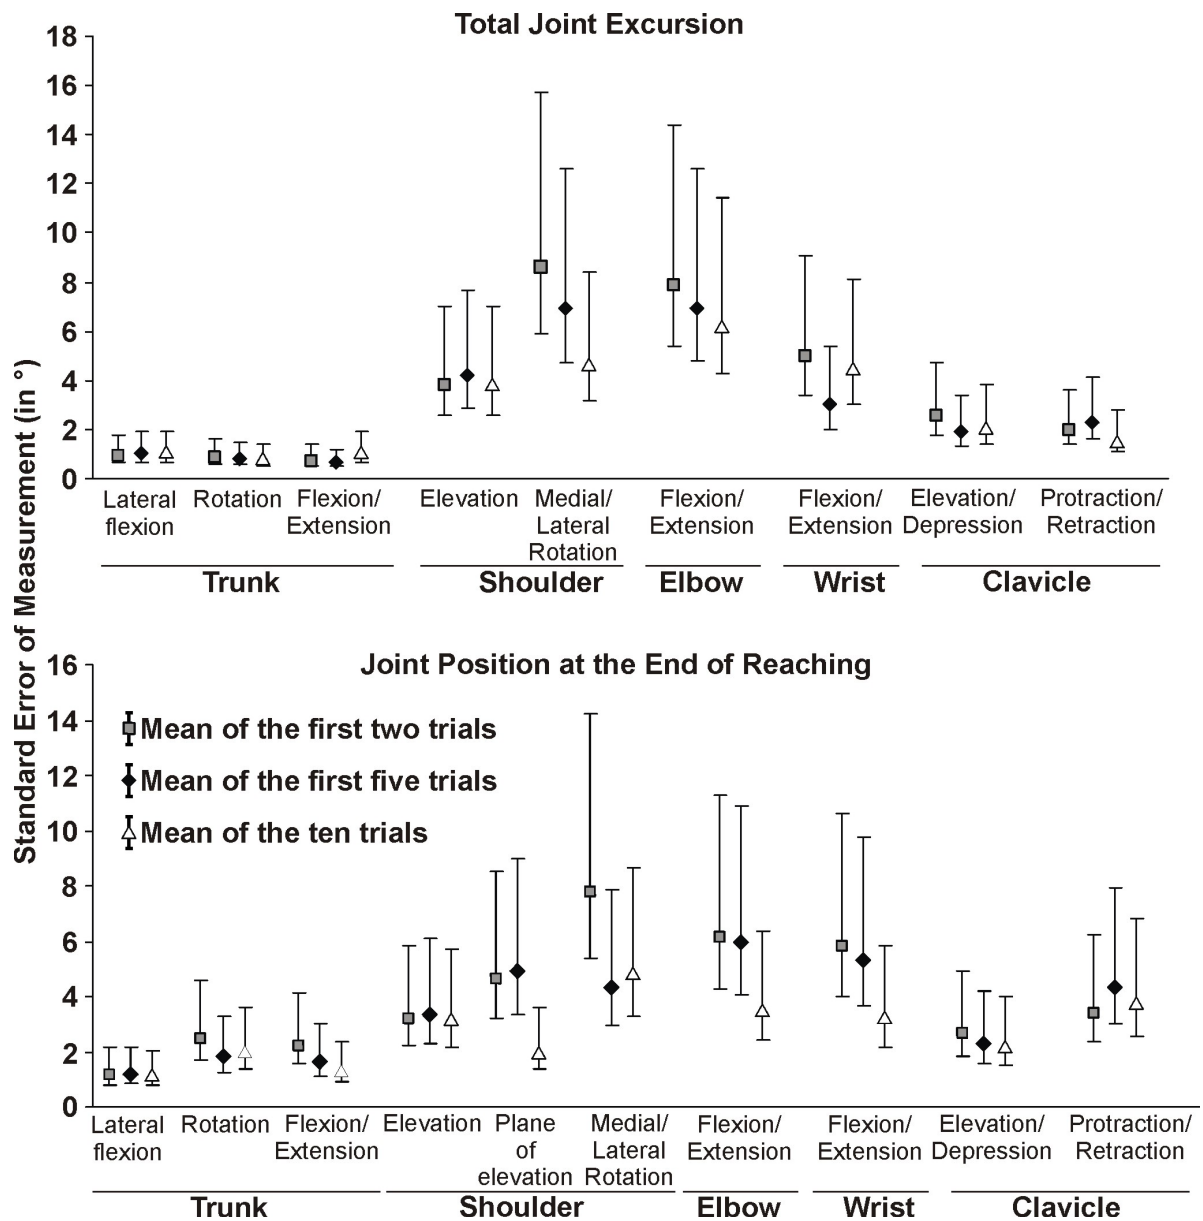 Total Joint Excursion
18
16
14
12
10
8
6
4
2
0
Lateral
flexion
Rotation
Flexion/
Extension
Elevation
Medial/
Lateral
Rotation
Flexion/
Extension
Flexion/
Extension
Elevation/
Depression
Protraction/
Retraction
Trunk
Shoulder
Elbow
Wrist
Clavicle
Standard Error of Measurement (in °)
Joint Position at the End of Reaching
16
14
12
10
8
6
4
2
0
Mean of the first two trials
Mean of the first five trials
Mean of the ten trials
Lateral
flexion
Rotation
Flexion/
Extension
Elevation
Plane
of
elevation
Medial/
Lateral
Rotation
Flexion/
Extension
Flexion/
Extension
Elevation/
Depression
Protraction/
Retraction
Trunk
Shoulder
Elbow
Wrist
Clavicle